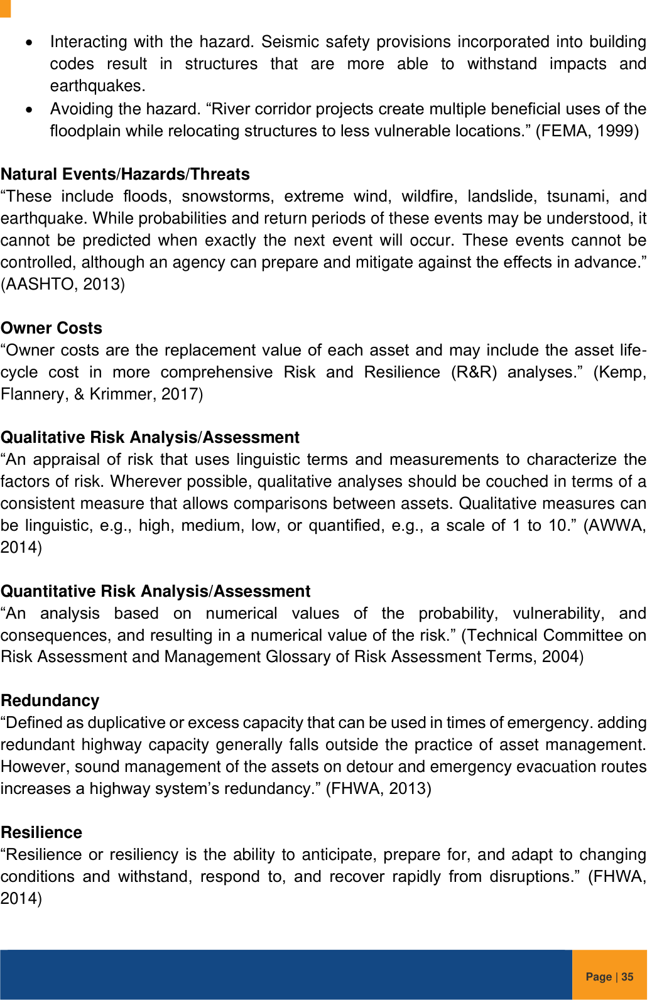 • Interacting with the hazard. Seismic safety provisions incorporated into building
codes result in structures that are more able to withstand impacts and
earthquakes.
• Avoiding the hazard. “River corridor projects create multiple beneficial uses of the
floodplain while relocating structures to less vulnerable locations.” (FEMA, 1999)
Natural Events/Hazards/Threats
“These include floods, snowstorms, extreme wind, wildfire, landslide, tsunami, and
earthquake. While probabilities and return periods of these events may be understood, it
cannot be predicted when exactly the next event will occur. These events cannot be
controlled, although an agency can prepare and mitigate against the effects in advance.”
(AASHTO, 2013)
Owner Costs
“Owner costs are the replacement value of each asset and may include the asset life-
cycle cost in more comprehensive Risk and Resilience (R&R) analyses.” (Kemp,
Flannery, & Krimmer, 2017)
Qualitative Risk Analysis/Assessment
“An appraisal of risk that uses linguistic terms and measurements to characterize the
factors of risk. Wherever possible, qualitative analyses should be couched in terms of a
consistent measure that allows comparisons between assets. Qualitative measures can
be linguistic, e.g., high, medium, low, or quantified, e.g., a scale of 1 to 10.” (AWWA,
2014)
Quantitative Risk Analysis/Assessment
“An analysis based on numerical values of the probability, vulnerability, and
consequences, and resulting in a numerical value of the risk.” (Technical Committee on
Risk Assessment and Management Glossary of Risk Assessment Terms, 2004)
Redundancy
“Defined as duplicative or excess capacity that can be used in times of emergency. adding
redundant highway capacity generally falls outside the practice of asset management.
However, sound management of the assets on detour and emergency evacuation routes
increases a highway system’s redundancy.” (FHWA, 2013)
Resilience
“Resilience or resiliency is the ability to anticipate, prepare for, and adapt to changing
conditions and withstand, respond to, and recover rapidly from disruptions.” (FHWA,
2014)
Page | 35